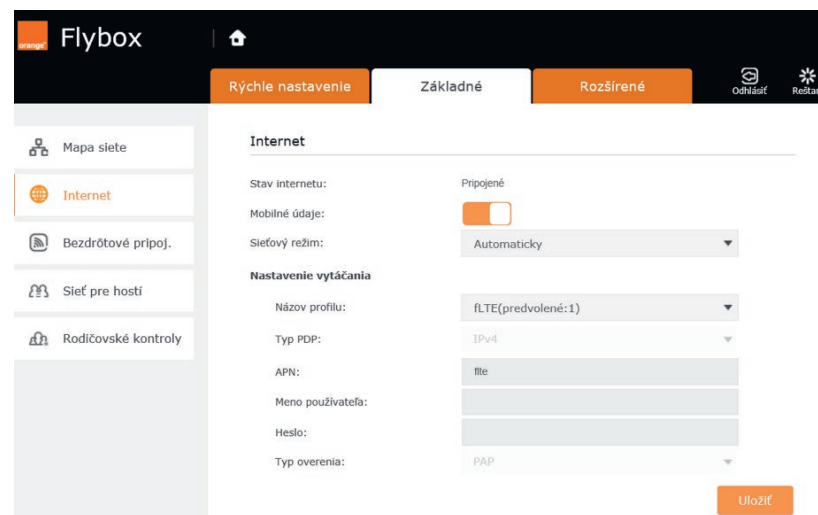 orange Flybox
Rýchle nastavenie Základné Rozšírené Odhlásiť
Mapa siete
Internet
Bezdrôtové pripoj.
Sieť pre hostí
Rodičovské kontroly
Internet
Stav internetu: Pripojené
Mobilné údaje:
Sieťový režim: Automaticky
Nastavenie vytáčania
Názov profilu: fLTE(predvolené:1)
Typ PDP: IPv4
APN: flte
Meno používateľa:
Heslo:
Typ overenia: PAP
Uložiť